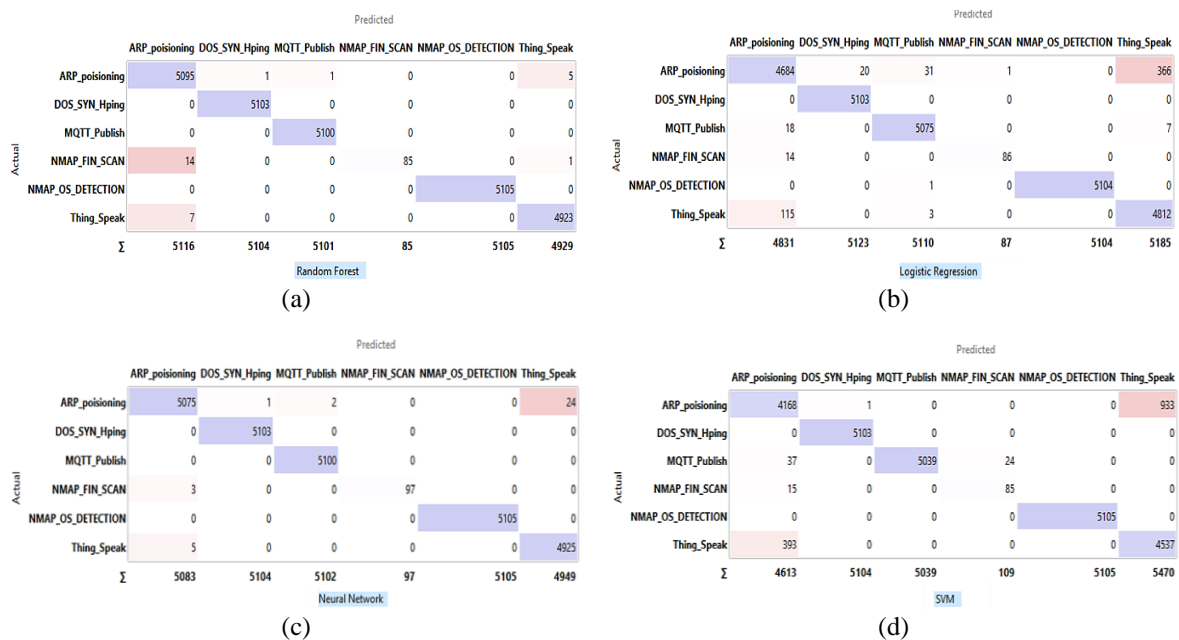 Predicted
ARP_poisioning DOS_SYN_Hping MQTT_Publish NMAP_FIN_SCAN NMAP_OS_DETECTION Thing_Speak
Actual
ARP_poisioning 5095 1 1 0 0 5
DOS_SYN_Hping 0 5103 0 0 0 0
MQTT_Publish 0 0 5100 0 0 0
NMAP_FIN_SCAN 14 0 0 85 0 1
NMAP_OS_DETECTION 0 0 0 0 5105 0
Thing_Speak 7 0 0 0 0 4923
Σ 5116 5104 5101 85 5105 4929
Random Forest
(a)
Predicted
ARP_poisioning DOS_SYN_Hping MQTT_Publish NMAP_FIN_SCAN NMAP_OS_DETECTION Thing_Speak
Actual
ARP_poisioning 4684 20 31 1 0 366
DOS_SYN_Hping 0 5103 0 0 0 0
MQTT_Publish 18 0 5075 0 0 7
NMAP_FIN_SCAN 14 0 0 86 0 0
NMAP_OS_DETECTION 0 0 1 0 5104 0
Thing_Speak 115 0 3 0 0 4812
Σ 4831 5123 5110 87 5104 5185
Logistic Regression
(b)
Predicted
ARP_poisioning DOS_SYN_Hping MQTT_Publish NMAP_FIN_SCAN NMAP_OS_DETECTION Thing_Speak
Actual
ARP_poisioning 5075 1 2 0 0 24
DOS_SYN_Hping 0 5103 0 0 0 0
MQTT_Publish 0 0 5100 0 0 0
NMAP_FIN_SCAN 3 0 0 97 0 0
NMAP_OS_DETECTION 0 0 0 0 5105 0
Thing_Speak 5 0 0 0 0 4925
Σ 5083 5104 5102 97 5105 4949
Neural Network
(c)
Predicted
ARP_poisioning DOS_SYN_Hping MQTT_Publish NMAP_FIN_SCAN NMAP_OS_DETECTION Thing_Speak
Actual
ARP_poisioning 4168 1 0 0 0 933
DOS_SYN_Hping 0 5103 0 0 0 0
MQTT_Publish 37 0 5039 24 0 0
NMAP_FIN_SCAN 15 0 0 85 0 0
NMAP_OS_DETECTION 0 0 0 0 5105 0
Thing_Speak 393 0 0 0 0 4537
Σ 4613 5104 5039 109 5105 5470
SVM
(d)